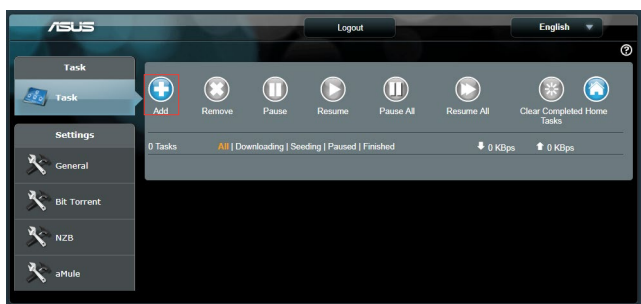 ASUS
Logout
English
Task
Task
Settings
General
Bit Torrent
NZB
aMule
Add
Remove
Pause
Resume
Pause All
Resume All
Clear Completed Tasks
Home
0 Tasks
All | Downloading | Seeding | Paused | Finished
0 KBps
0 KBps